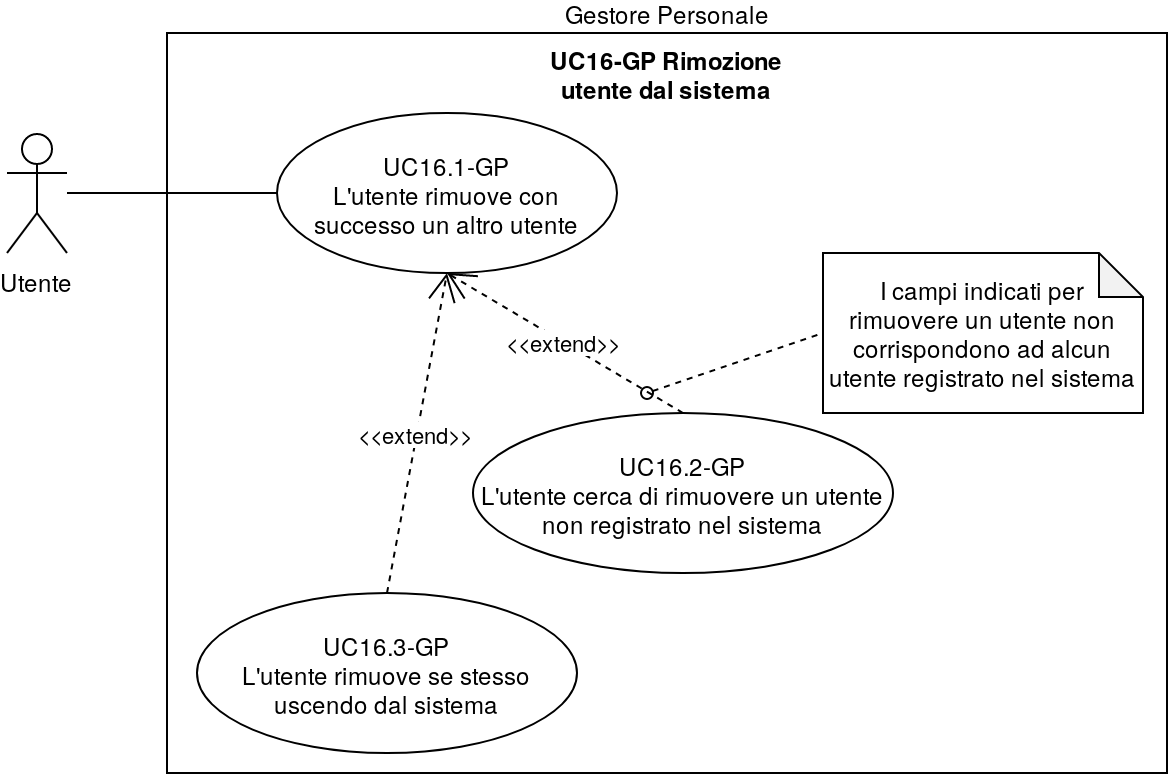 Gestore Personale
UC16-GP Rimozione
utente dal sistema
UC16.1-GP
L'utente rimuove con
successo un altro utente
Utente
I campi indicati per
rimuovere un utente non
corrispondono ad alcun
utente registrato nel sistema
<<extend>>
<<extend>>
UC16.2-GP
L'utente cerca di rimuovere un utente
non registrato nel sistema
UC16.3-GP
L'utente rimuove se stesso
uscendo dal sistema